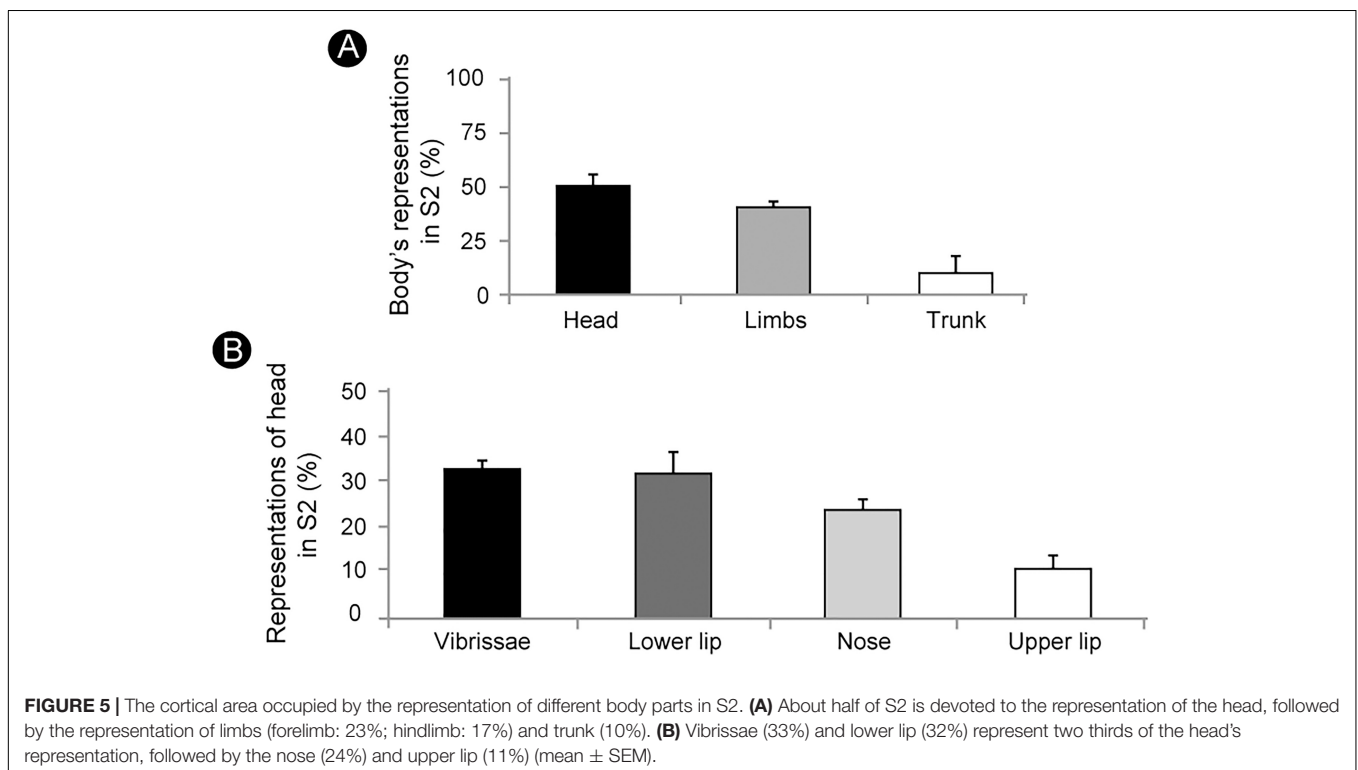 A
Body's representations
in S2 (%)
100
75
50
25
0
Head Limbs Trunk
B
Representations of head
in S2 (%)
50
40
30
20
10
0
Vibrissae Lower lip Nose Upper lip
FIGURE 5 | The cortical area occupied by the representation of different body parts in S2. (A) About half of S2 is devoted to the representation of the head, followed
by the representation of limbs (forelimb: 23%; hindlimb: 17%) and trunk (10%). (B) Vibrissae (33%) and lower lip (32%) represent two thirds of the head's
representation, followed by the nose (24%) and upper lip (11%) (mean ± SEM).